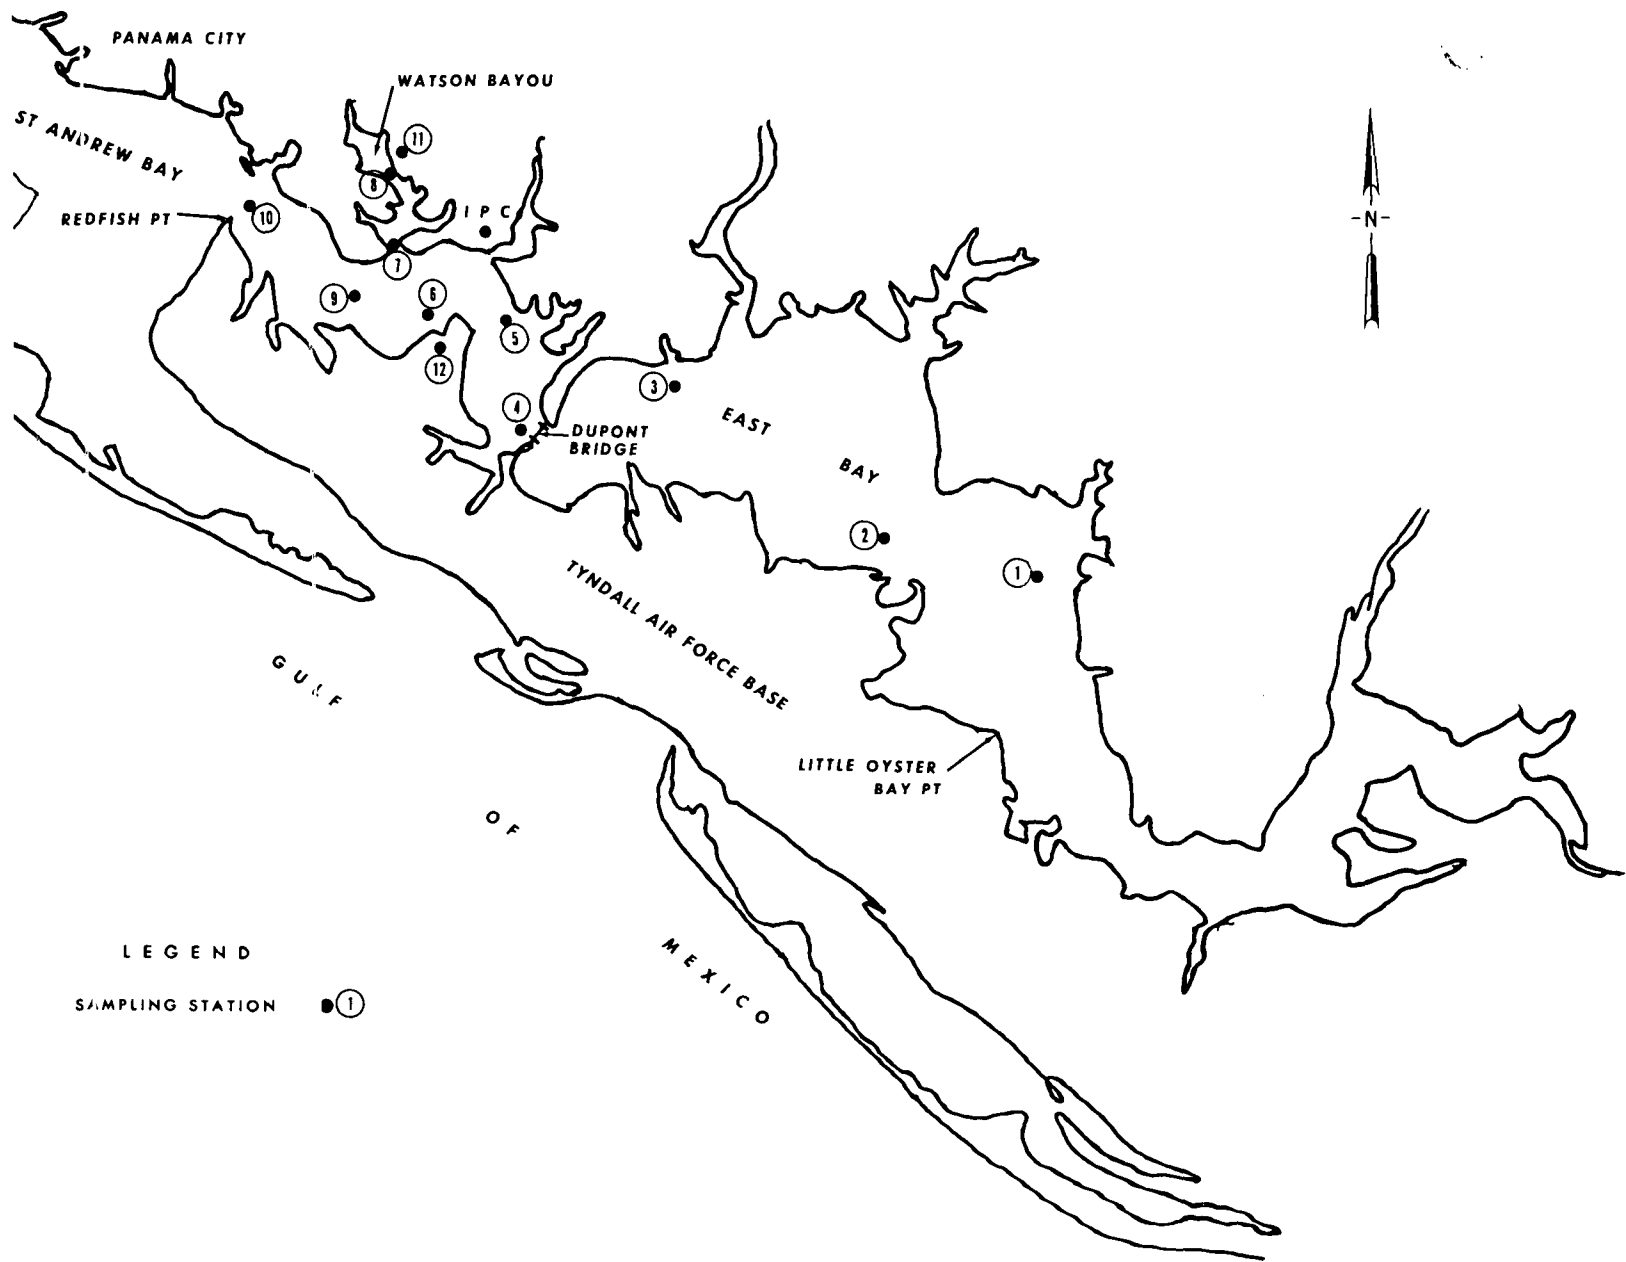 PANAMA CITY
WATSON BAYOU
ST ANDREW BAY
11
8
I P C
REDFISH PT
10
-N-
7
9
6
5
12
3
4
EAST
BAY
DUPONT
BRIDGE
2
1
TYNDALL AIR FORCE BASE
GULF
LITTLE OYSTER
BAY PT
OF
MEXICO
LEGEND
SAMPLING STATION 1